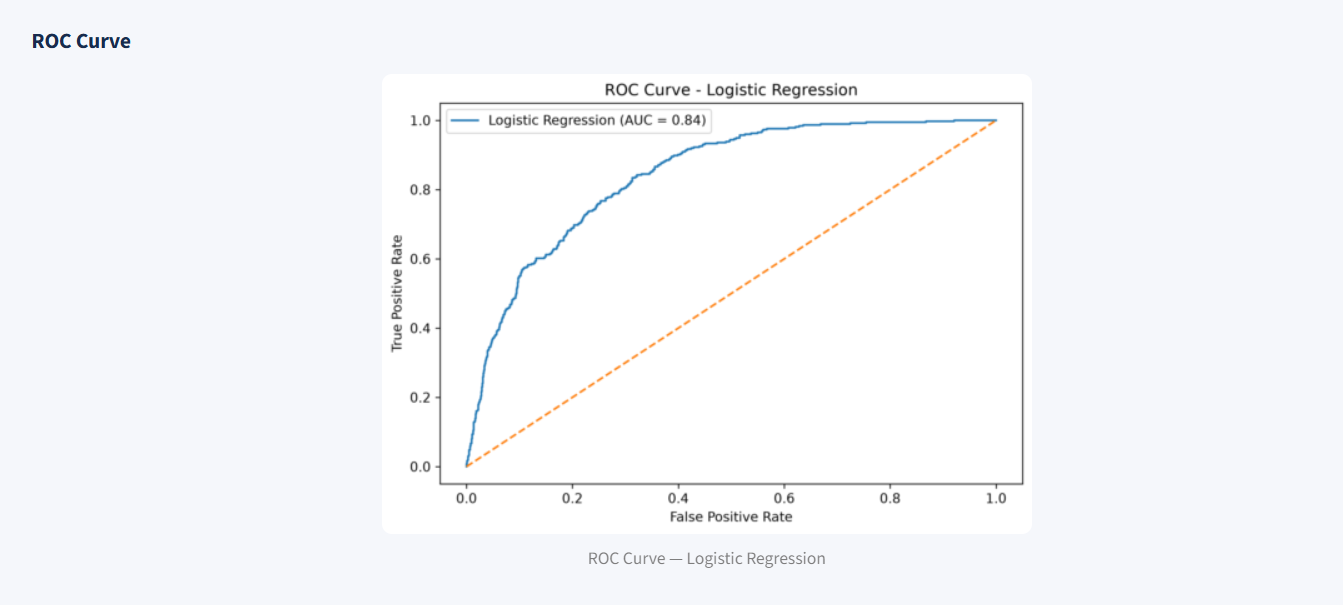 ROC Curve
ROC Curve - Logistic Regression
Logistic Regression (AUC = 0.84)
True Positive Rate
1.0
0.8
0.6
0.4
0.2
0.0
0.0 0.2 0.4 0.6 0.8 1.0
False Positive Rate
ROC Curve — Logistic Regression